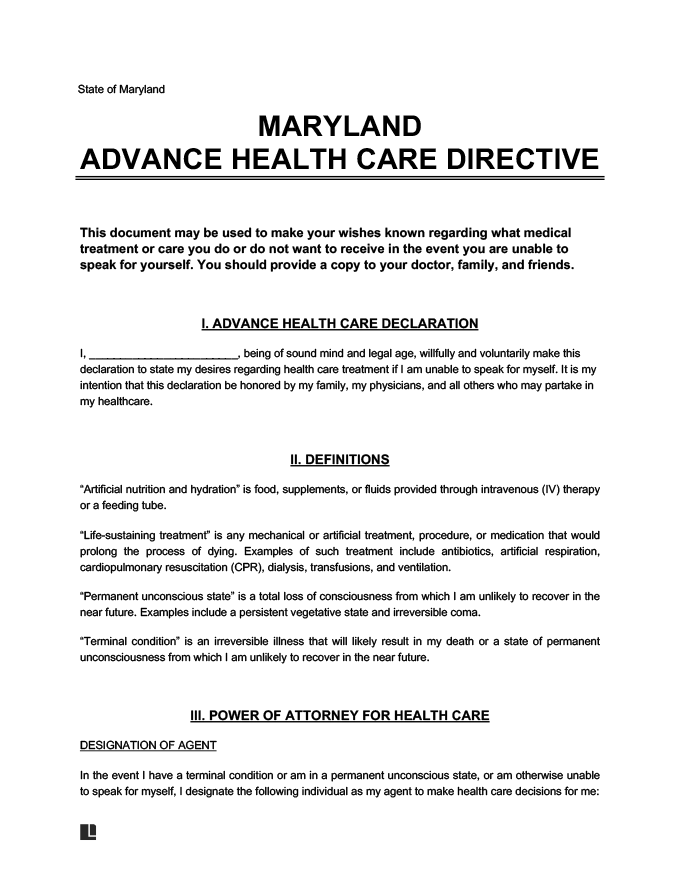 State of Maryland
MARYLAND
ADVANCE HEALTH CARE DIRECTIVE
This document may be used to make your wishes known regarding what medical
treatment or care you do or do not want to receive in the event you are unable to
speak for yourself. You should provide a copy to your doctor, family, and friends.
I. ADVANCE HEALTH CARE DECLARATION
I, ________________________, being of sound mind and legal age, willfully and voluntarily make this
declaration to state my desires regarding health care treatment if I am unable to speak for myself. It is my
intention that this declaration be honored by my family, my physicians, and all others who may partake in
my healthcare.
II. DEFINITIONS
“Artificial nutrition and hydration” is food, supplements, or fluids provided through intravenous (IV) therapy
or a feeding tube.
“Life-sustaining treatment” is any mechanical or artificial treatment, procedure, or medication that would
prolong the process of dying. Examples of such treatment include antibiotics, artificial respiration,
cardiopulmonary resuscitation (CPR), dialysis, transfusions, and ventilation.
“Permanent unconscious state” is a total loss of consciousness from which I am unlikely to recover in the
near future. Examples include a persistent vegetative state and irreversible coma.
“Terminal condition” is an irreversible illness that will likely result in my death or a state of permanent
unconsciousness from which I am unlikely to recover in the near future.
III. POWER OF ATTORNEY FOR HEALTH CARE
DESIGNATION OF AGENT
In the event I have a terminal condition or am in a permanent unconscious state, or am otherwise unable
to speak for myself, I designate the following individual as my agent to make health care decisions for me: